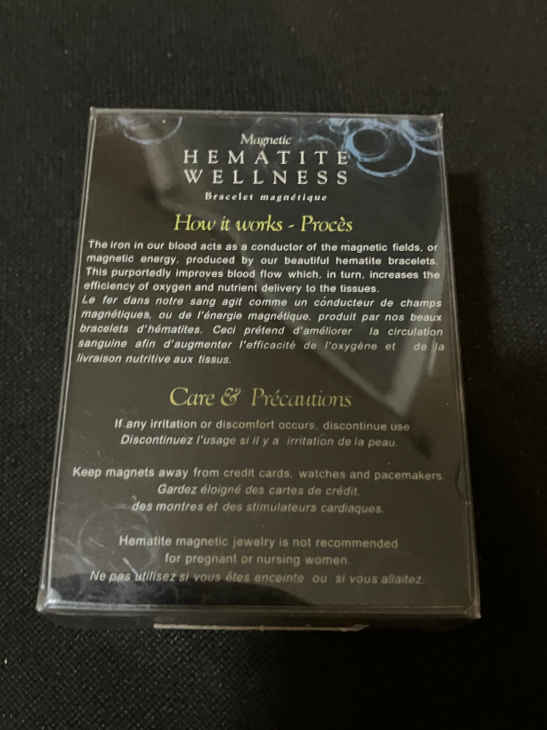 Magnetic
HEMATITE
WELLNESS
Bracelet magnétique
How it works - Procès
The iron in our blood acts as a conductor of the magnetic fields, or
magnetic energy, produced by our beautiful hematite bracelets.
This purportedly improves blood flow which, in turn, increases the
efficiency of oxygen and nutrient delivery to the tissues.
Le fer dans notre sang agit comme un conducteur de champs
magnétiques, ou de l'énergie magnétique, produit par nos beaux
bracelets d'hématites. Ceci prétend d'améliorer la circulation
sanguine afin d'augmenter l'efficacité de l'oxygène et de la
livraison nutritive aux tissus.
Care & Précautions
If any irritation or discomfort occurs, discontinue use
Discontinuez l'usage si il y a irritation de la peau.
Keep magnets away from credit cards, watches and pacemakers.
Gardez éloigné des cartes de crédit,
des montres et des stimulateurs cardiaques.
Hematite magnetic jewelry is not recommended
for pregnant or nursing women.
Ne pas utilisez si vous êtes enceinte ou si vous allaitez.